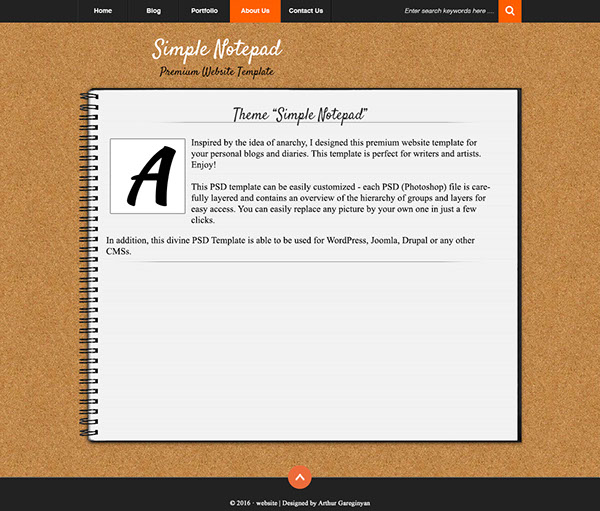 Home Blog Portfolio About Us Contact Us Enter search keywords here ....
Simple Notepad
Premium Website Template
Theme “Simple Notepad”
A
Inspired by the idea of anarchy, I designed this premium website template for
your personal blogs and diaries. This template is perfect for writers and artists.
Enjoy!
This PSD template can be easily customized - each PSD (Photoshop) file is care-
fully layered and contains an overview of the hierarchy of groups and layers for
easy access. You can easily replace any picture by your own one in just a few
clicks.
In addition, this divine PSD Template is able to be used for WordPress, Joomla, Drupal or any other
CMSs.
© 2016 · website | Designed by Arthur Gareginyan